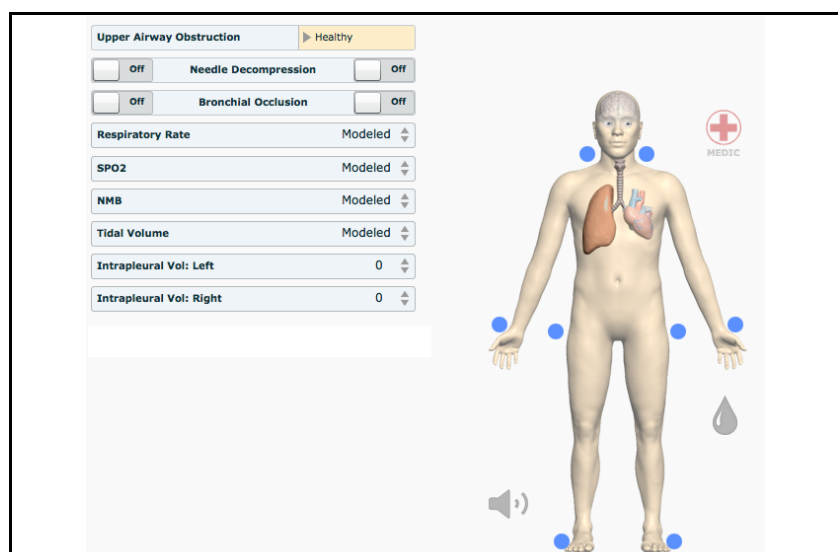 Upper Airway Obstruction Healthy
Off Needle Decompression Off
Off Bronchial Occlusion Off
Respiratory Rate Modeled
SPO2 Modeled
NMB Modeled
Tidal Volume Modeled
Intrapleural Vol: Left 0
Intrapleural Vol: Right 0
MEDIC